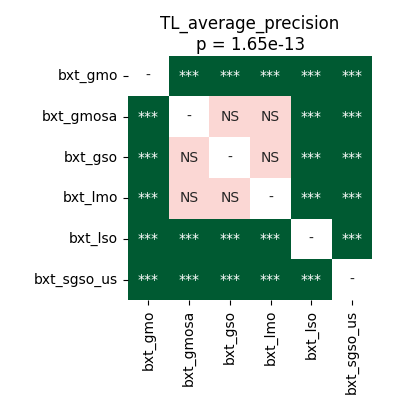 TL_average_precision
p = 1.65e-13
bxt_gmo - *** *** *** *** ***
bxt_gmosa *** - NS NS *** ***
bxt_gso *** NS - NS *** ***
bxt_lmo *** NS NS - *** ***
bxt_lso *** *** *** *** - ***
bxt_sgso_us *** *** *** *** *** -
bxt_gmo
bxt_gmosa
bxt_gso
bxt_lmo
bxt_lso
bxt_sgso_us